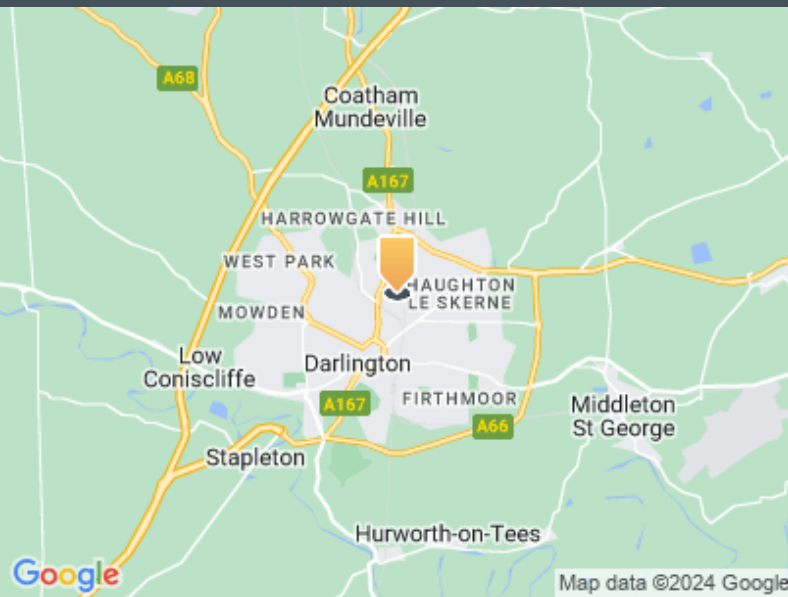 A68
Coatham
Mundeville
A167
HARROWGATE HILL
WEST PARK
HAUGHTON
LE SKERNE
MOWDEN
Low
Coniscliffe
Darlington
A167
FIRTHMOOR
Middleton
St George
A66
Stapleton
Hurworth-on-Tees
Google
Map data ©2024 Google